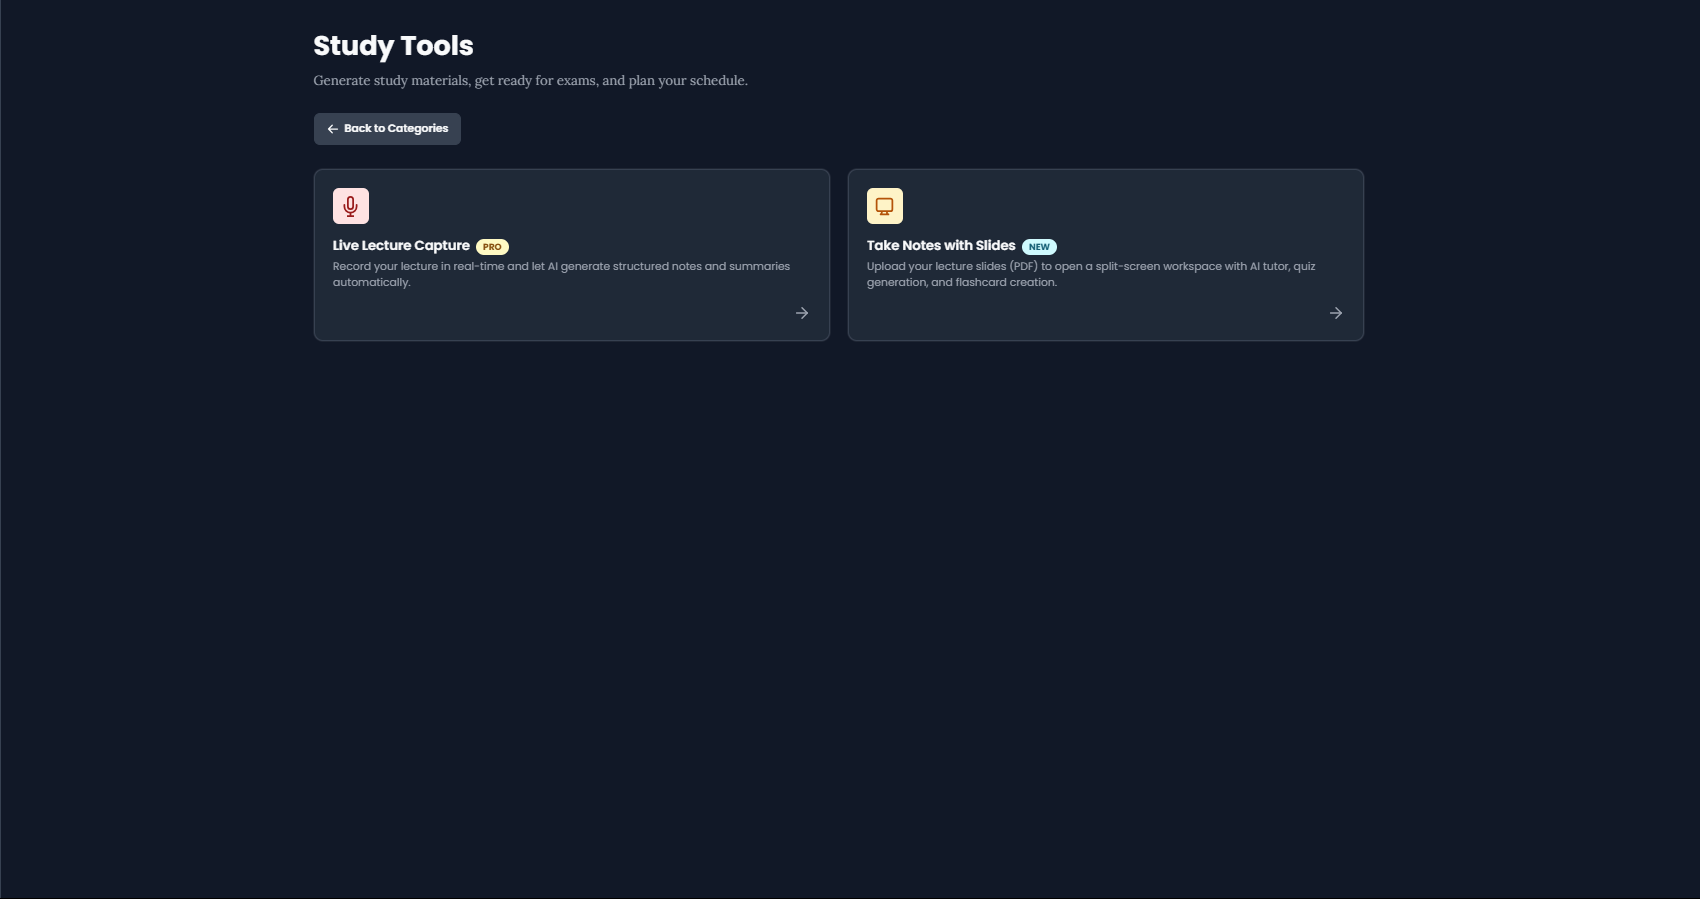 Study Tools
Generate study materials, get ready for exams, and plan your schedule.
← Back to Categories
Live Lecture Capture PRO
Record your lecture in real-time and let AI generate structured notes and summaries
automatically.
→
Take Notes with Slides NEW
Upload your lecture slides (PDF) to open a split-screen workspace with AI tutor, quiz
generation, and flashcard creation.
→